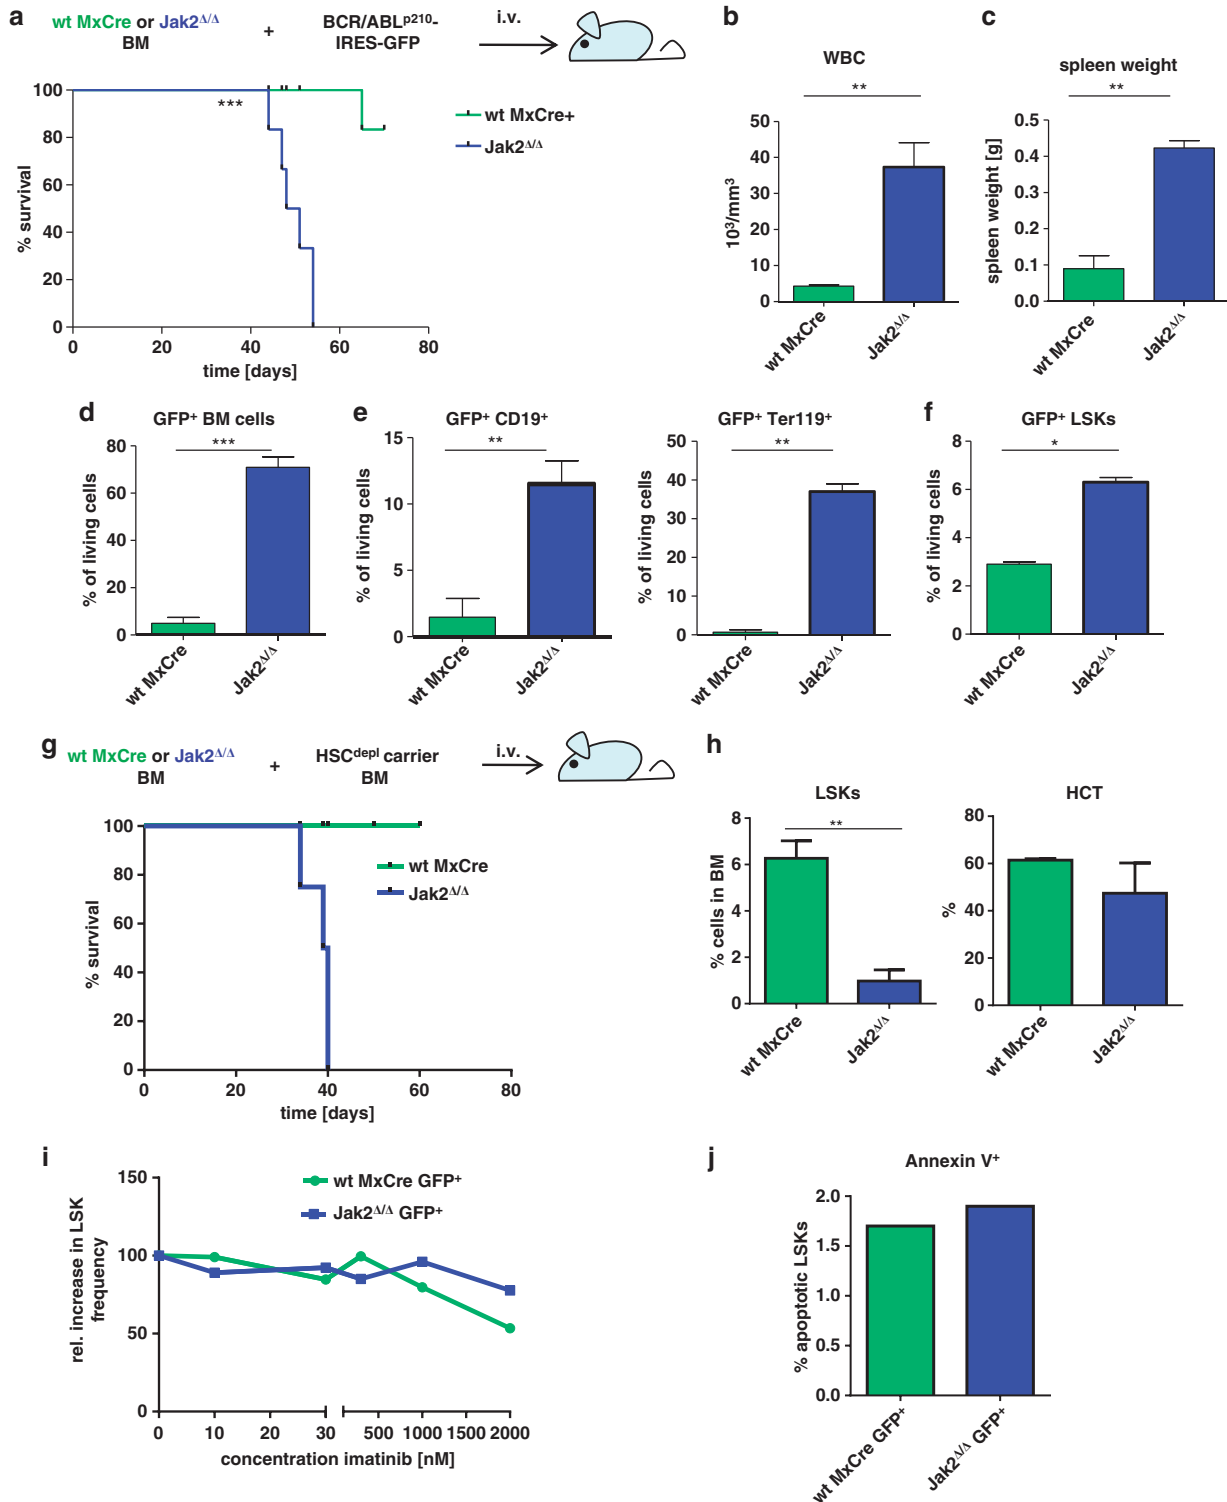 a
wt MxCre or Jak2Δ/Δ + BCR/ABLp210- i.v.
BM IRES-GFP
100
80
60
40
20
0
% survival
***
wt MxCre+
Jak2Δ/Δ
0 20 40 60 80
time [days]
b
WBC
**
50
40
30
20
10
0
10³/mm³
wt MxCre Jak2Δ/Δ
c
spleen weight
**
0.5
0.4
0.3
0.2
0.1
0.0
spleen weight [g]
wt MxCre Jak2Δ/Δ
d
GFP+ BM cells
***
80
60
40
20
0
% of living cells
wt MxCre Jak2Δ/Δ
e
GFP+ CD19+
**
15
10
5
0
% of living cells
wt MxCre Jak2Δ/Δ
GFP+ Ter119+
**
50
40
30
20
10
0
% of living cells
wt MxCre Jak2Δ/Δ
f
GFP+ LSKs
*
8
6
4
2
0
% of living cells
wt MxCre Jak2Δ/Δ
g
wt MxCre or Jak2Δ/Δ + HSCdepl carrier i.v.
BM BM
100
80
60
40
20
0
% survival
wt MxCre
Jak2Δ/Δ
0 20 40 60 80
time [days]
h
LSKs
**
8
6
4
2
0
% cells in BM
wt MxCre Jak2Δ/Δ
HCT
80
60
40
20
0
%
wt MxCre Jak2Δ/Δ
i
150
100
50
0
rel. increase in LSK
frequency
wt MxCre GFP+
Jak2Δ/Δ GFP+
0 10 20 30 500 1000 1500 2000
concentration imatinib [nM]
j
Annexin V+
2.0
1.5
1.0
0.5
0.0
% apoptotic LSKs
wt MxCre GFP+ Jak2Δ/Δ GFP+